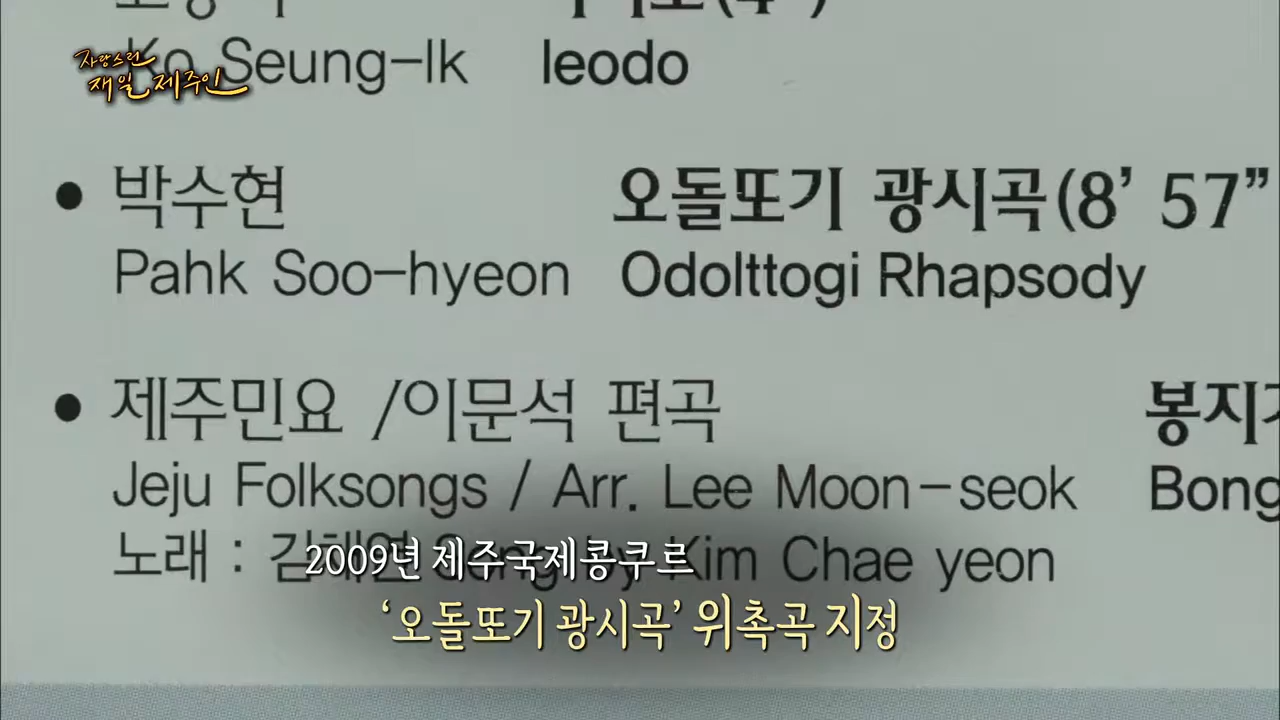 자랑스런
재일 제주인
Ko Seung-Ik Ieodo
• 박수현 오돌또기 광시곡(8’ 57”
Pahk Soo-hyeon Odolttogi Rhapsody
• 제주민요 /이문석 편곡
Jeju Folksongs / Arr. Lee Moon-seok Bong
노래 : by Kim Chae yeon
2009년 제주국제콩쿠르
‘오돌또기 광시곡’ 위촉곡 지정